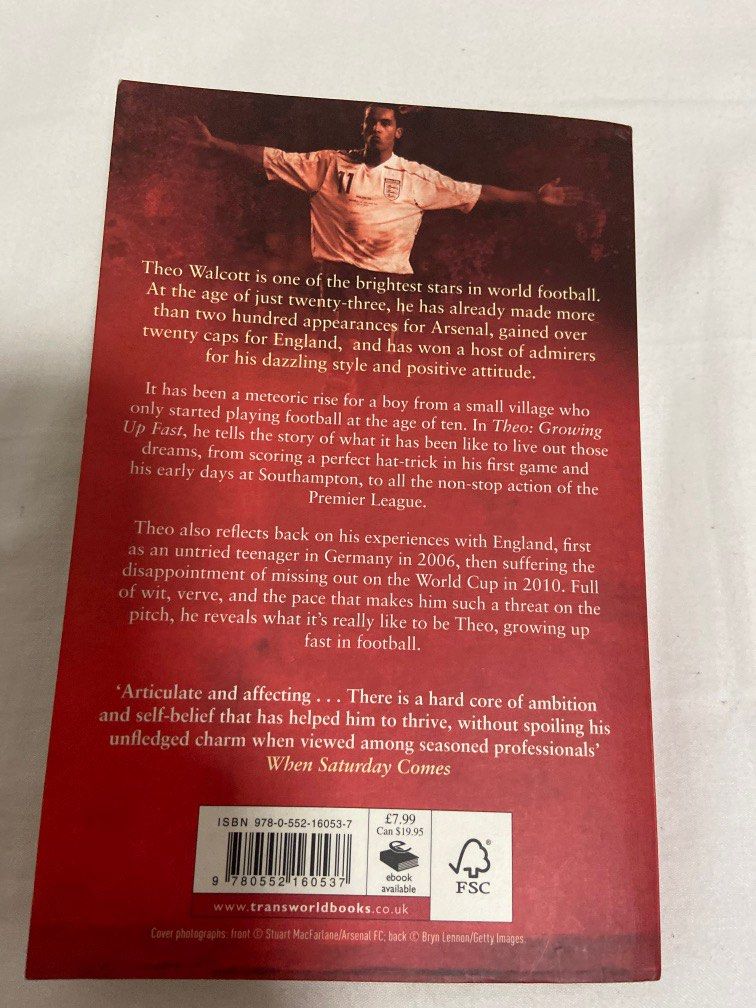 11
Theo Walcott is one of the brightest stars in world football.
At the age of just twenty-three, he has already made more
than two hundred appearances for Arsenal, gained over
twenty caps for England, and has won a host of admirers
for his dazzling style and positive attitude.
It has been a meteoric rise for a boy from a small village who
only started playing football at the age of ten. In Theo: Growing
Up Fast, he tells the story of what it has been like to live out those
dreams, from scoring a perfect hat-trick in his first game and
his early days at Southampton, to all the non-stop action of the
Premier League.
Theo also reflects back on his experiences with England, first
as an untried teenager in Germany in 2006, then suffering the
disappointment of missing out on the World Cup in 2010. Full
of wit, verve, and the pace that makes him such a threat on the
pitch, he reveals what it's really like to be Theo, growing up
fast in football.
‘Articulate and affecting . . . There is a hard core of ambition
and self-belief that has helped him to thrive, without spoiling his
unfledged charm when viewed among seasoned professionals’
When Saturday Comes
ISBN 978-0-552-16053-7
9 780552 160537
£7.99
Can $19.95
ebook
available
FSC
www.transworldbooks.co.uk
Cover photographs: front © Stuart MacFarlane/Arsenal FC; back © Bryn Lennon/Getty Images